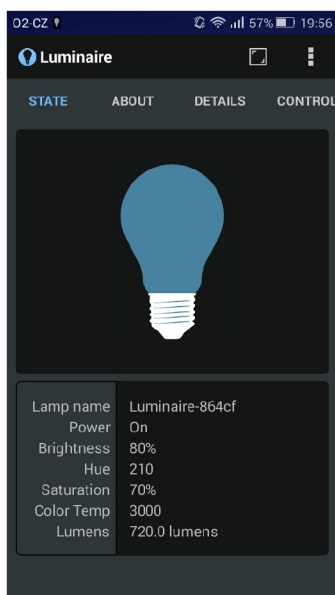 O2-CZ 57% 19:56
Luminaire
STATE ABOUT DETAILS CONTROL
Lamp name Luminaire-864cf
Power On
Brightness 80%
Hue 210
Saturation 70%
Color Temp 3000
Lumens 720.0 lumens